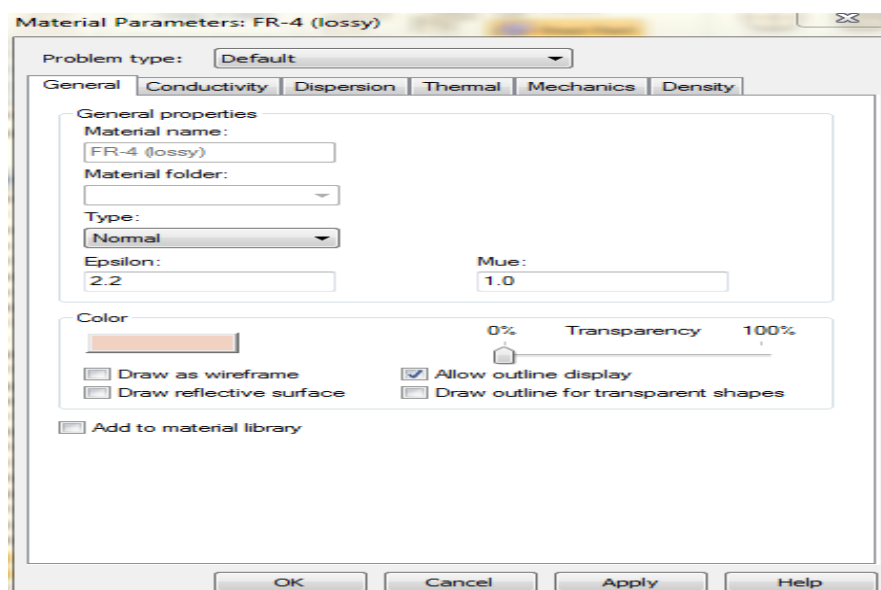 Material Parameters: FR-4 (lossy)
Problem type: Default
General Conductivity Dispersion Thermal Mechanics Density
General properties
Material name:
FR-4 (lossy)
Material folder:
Type:
Normal
Epsilon: Mue:
2.2 1.0
Color
0% Transparency 100%
Draw as wireframe Allow outline display
Draw reflective surface Draw outline for transparent shapes
Add to material library
OK Cancel Apply Help